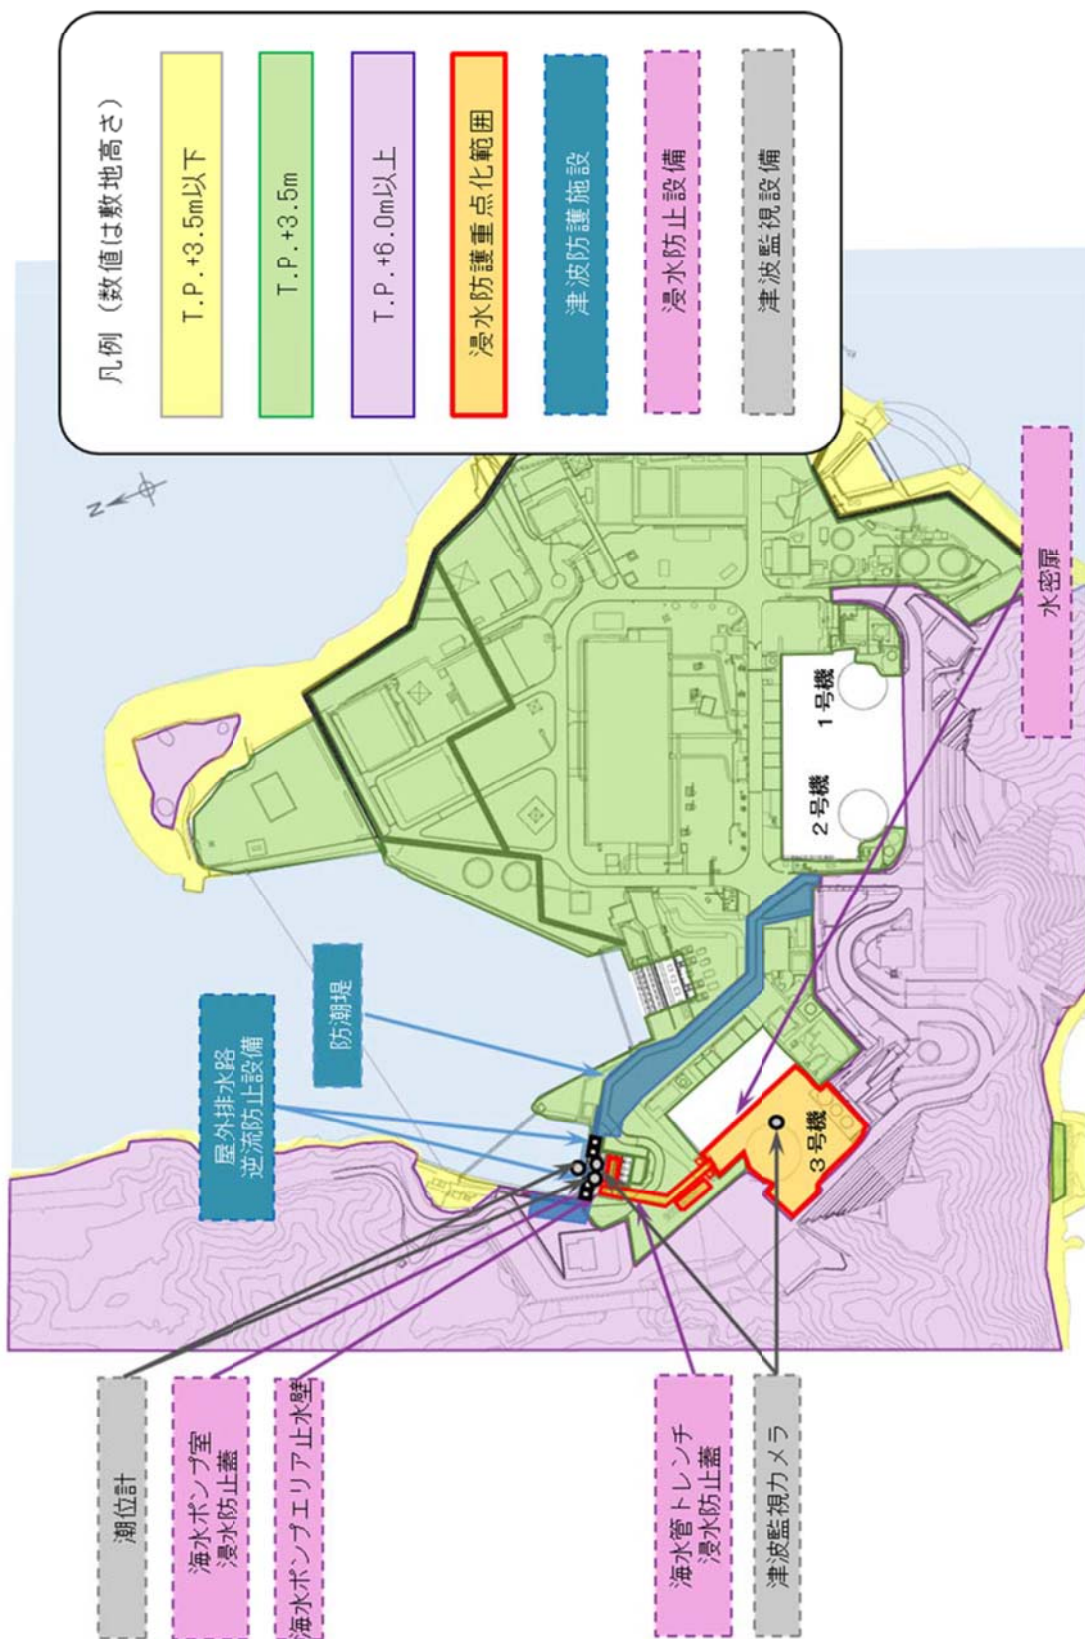 凡例（数値は敷地高さ）
T.P.+3.5m以下
T.P.+3.5m
T.P.+6.0m以上
浸水防護重点化範囲
津波防護施設
浸水防止設備
津波監視設備
N
屋外排水路
逆流防止設備
防潮堤
1号機
2号機
3号機
水密扉
潮位計
海水ポンプ室
浸水防止蓋
海水ポンプエリア止水壁
海水管トレンチ
浸水防止蓋
津波監視カメラ